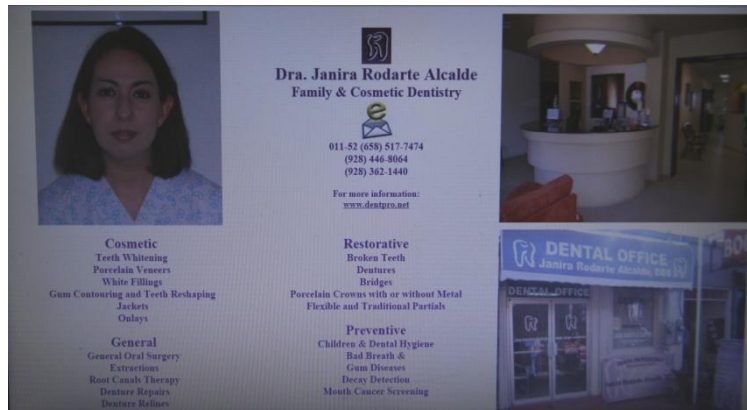 Dra. Janira Rodarte Alcalde
Family & Cosmetic Dentistry
011-52 (658) 517-7474
(928) 446-8064
(928) 362-1440
For more information:
www.dentpro.net
Cosmetic
Teeth Whitening
Porcelain Veneers
White Fillings
Gum Contouring and Teeth Reshaping
Jackets
Onlays
General
General Oral Surgery
Extractions
Root Canals Therapy
Denture Repairs
Denture Relines
Restorative
Broken Teeth
Dentures
Bridges
Porcelain Crowns with or without Metal
Flexible and Traditional Partials
Preventive
Children & Dental Hygiene
Bad Breath &
Gum Diseases
Decay Detection
Mouth Cancer Screening
DENTAL OFFICE
Janira Rodarte Alcalde, DDS
DENTAL OFFICE